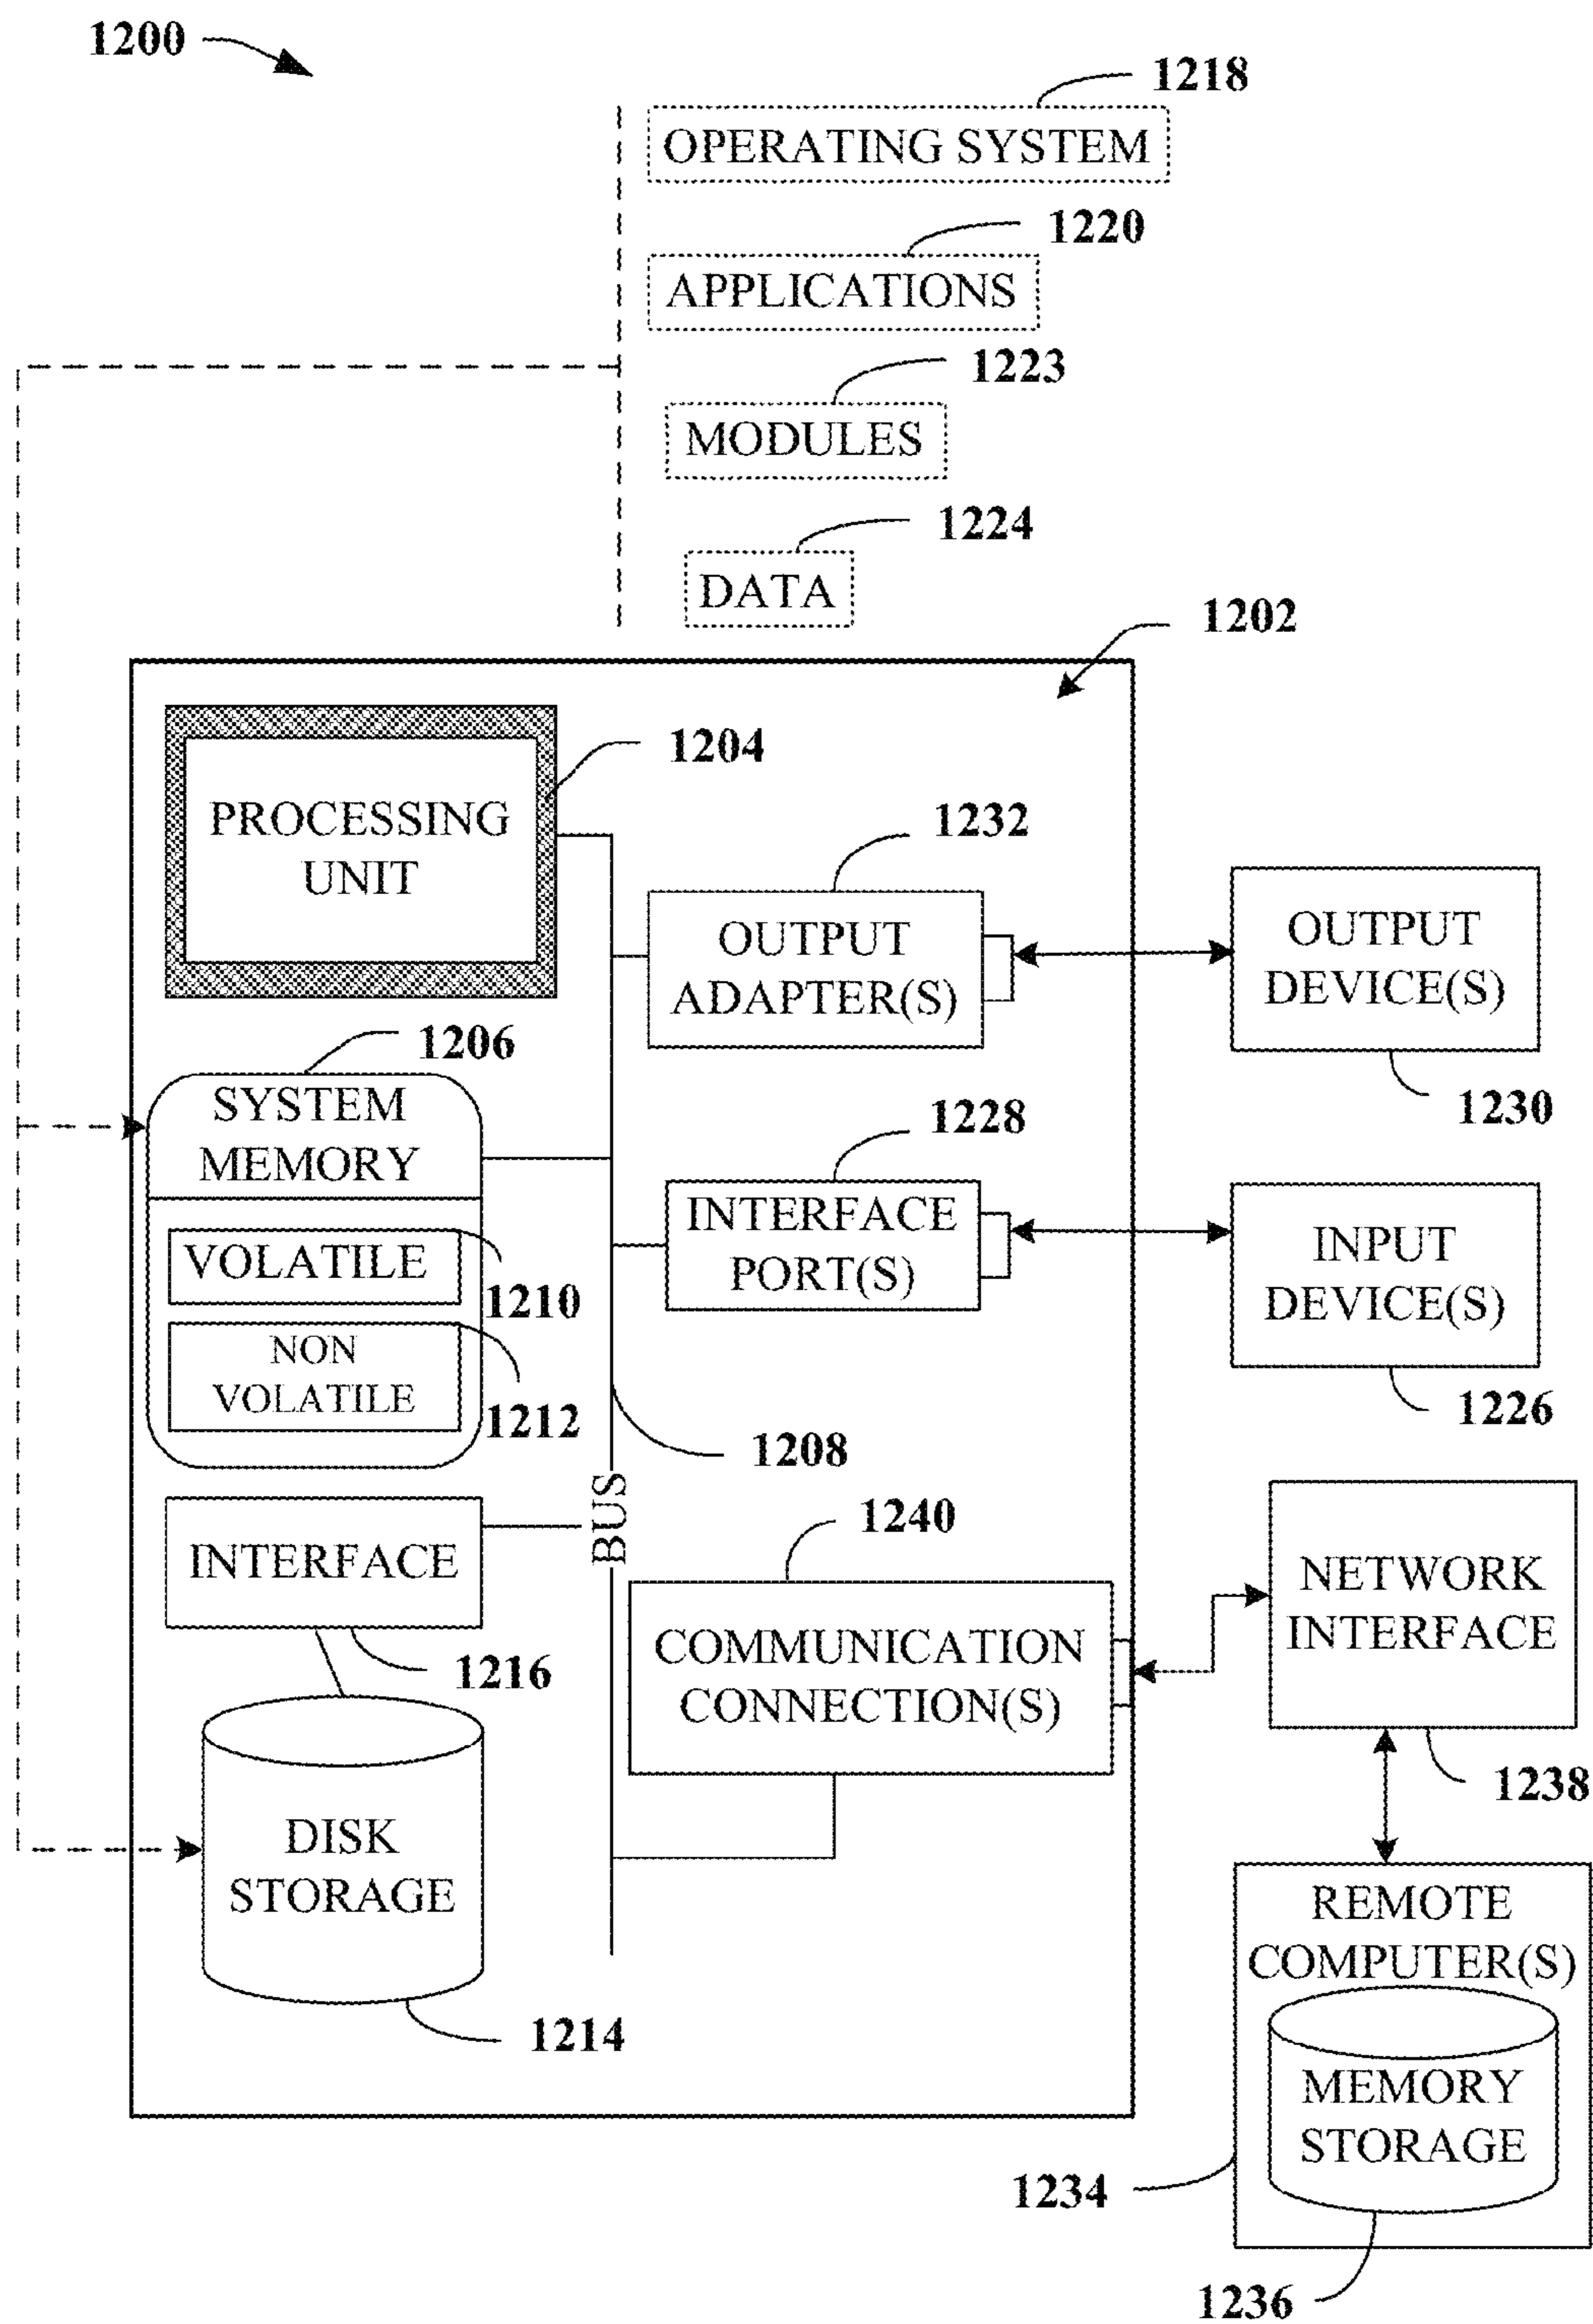 1200
1218
OPERATING SYSTEM
1220
APPLICATIONS
1223
MODULES
1224
DATA
1202
PROCESSING
UNIT
1204
1232
OUTPUT
ADAPTER(S)
OUTPUT
DEVICE(S)
1230
1206
SYSTEM
MEMORY
VOLATILE
1210
NON
VOLATILE
1212
1228
INTERFACE
PORT(S)
INPUT
DEVICE(S)
1226
1208
BUS
INTERFACE
1216
1240
COMMUNICATION
CONNECTION(S)
NETWORK
INTERFACE
1238
DISK
STORAGE
1214
REMOTE
COMPUTER(S)
MEMORY
STORAGE
1234
1236